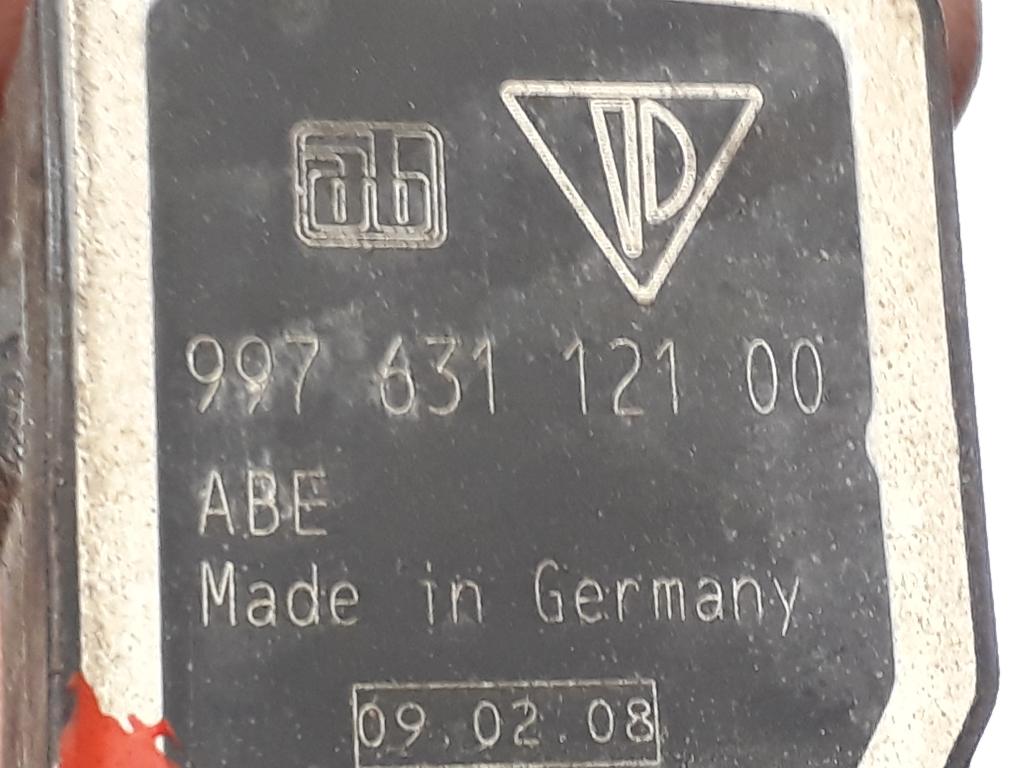 ab
997 631 121 00
ABE
Made in Germany
09.02.08